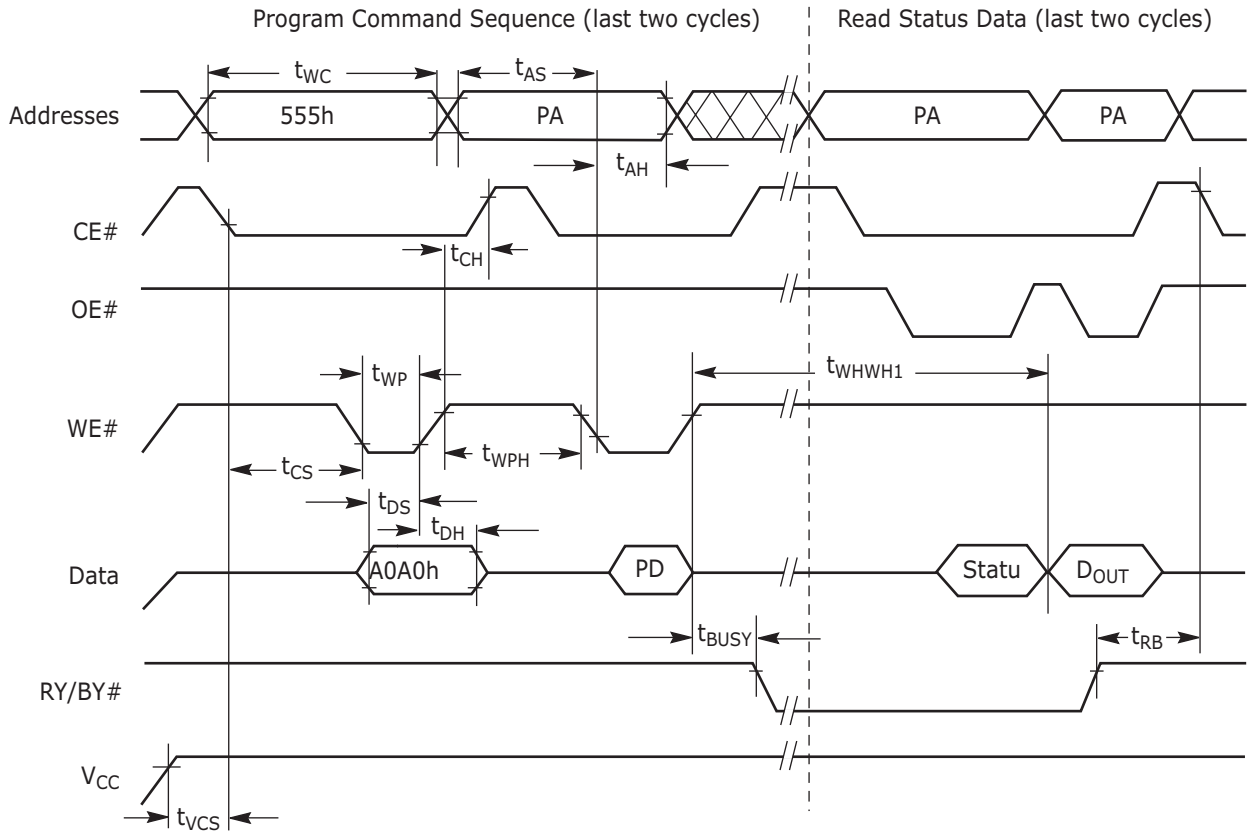 Program Command Sequence (last two cycles)
Read Status Data (last two cycles)
tWC
tAS
Addresses
555h
PA
PA
PA
tAH
CE#
tCH
OE#
tWP
tWHWH1
WE#
tCS
tWPH
tDS
tDH
Data
A0A0h
PD
Statu
DOUT
tBUSY
tRB
RY/BY#
VCC
tVCS